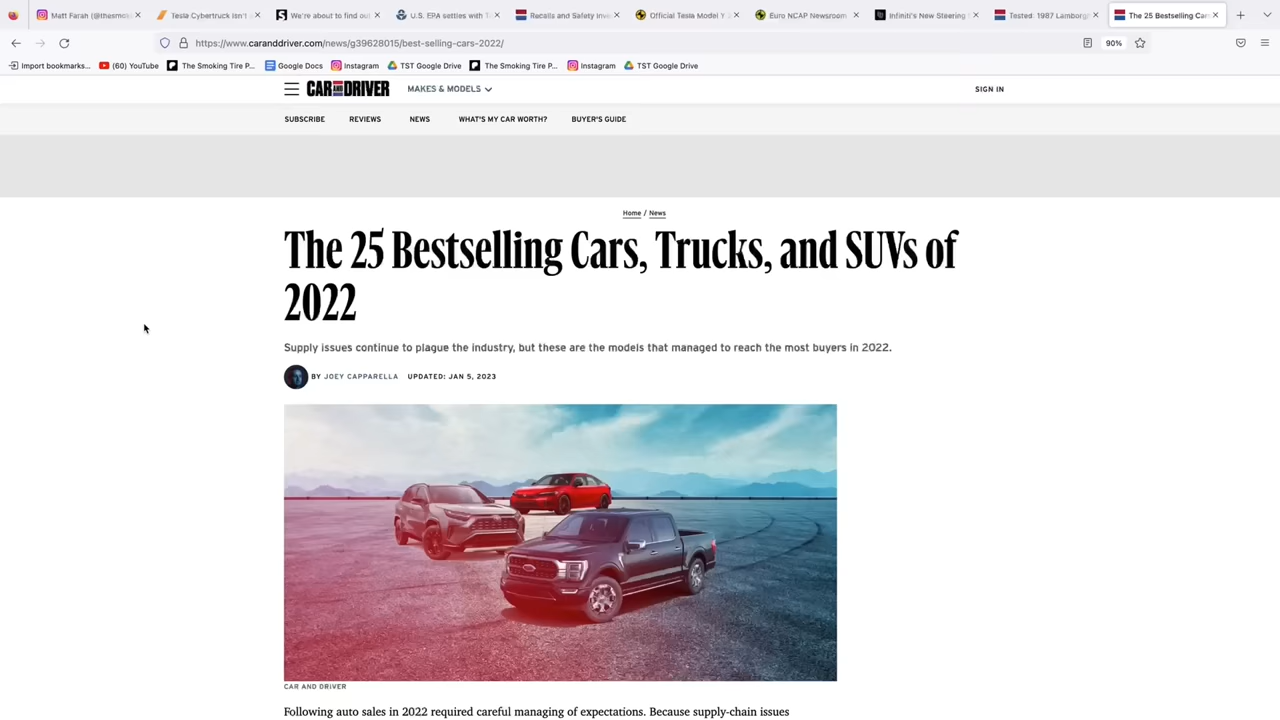 Matt Farah (@thesmok
Tesla Cybertruck isn't
We're about to find ou
U.S. EPA settles with T
Recalls and Safety Inve
Official Tesla Model Y
Euro NCAP Newsroom
Infiniti's New Steering
Tested: 1987 Lamborg
The 25 Bestselling Car
https://www.caranddriver.com/news/g39628015/best-selling-cars-2022/
90%
Import bookmarks...
(60) YouTube
The Smoking Tire P...
Google Docs
Instagram
TST Google Drive
The Smoking Tire P...
Instagram
TST Google Drive
CAR AND DRIVER
MAKES & MODELS
SIGN IN
SUBSCRIBE
REVIEWS
NEWS
WHAT'S MY CAR WORTH?
BUYER'S GUIDE
Home / News
The 25 Bestselling Cars, Trucks, and SUVs of
2022
Supply issues continue to plague the industry, but these are the models that managed to reach the most buyers in 2022.
BY JOEY CAPPARELLA UPDATED: JAN 5, 2023
CAR AND DRIVER
Following auto sales in 2022 required careful managing of expectations. Because supply-chain issues